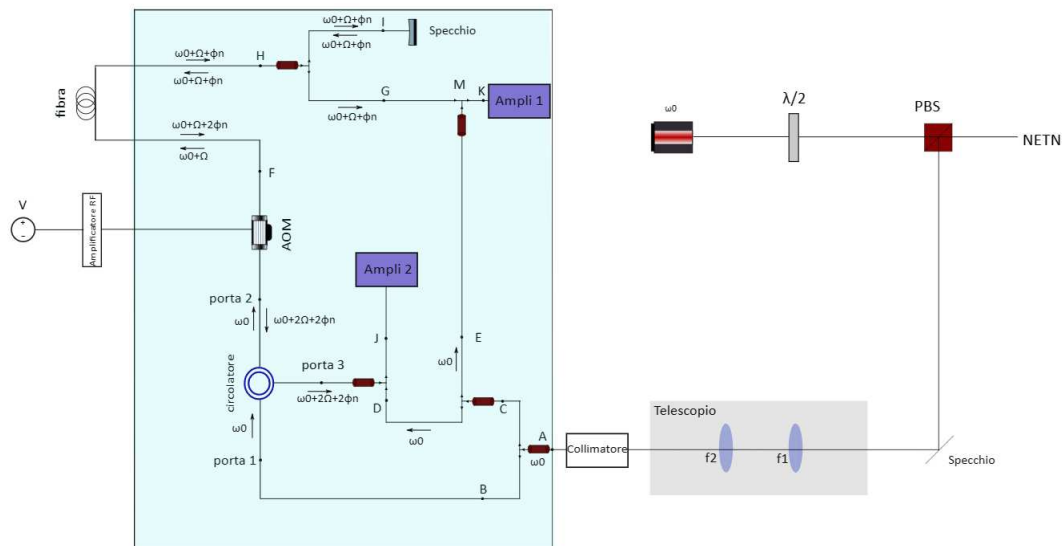 ω0+Ω+ϕn
I
Specchio
ω0+Ω+ϕn
ω0+Ω+ϕn
H
ω0+Ω+ϕn
G
M
K
Ampli 1
ω0+Ω+ϕn
fibra
ω0+Ω+2ϕn
ω0+Ω
F
ω0
λ/2
PBS
NETN
V
Amplificatore RF
AOM
Ampli 2
porta 2
ω0
ω0+2Ω+2ϕn
J
E
ω0
circolatore
porta 3
ω0+2Ω+2ϕn
D
C
ω0
ω0
porta 1
A
ω0
B
Collimatore
Telescopio
f2
f1
Specchio